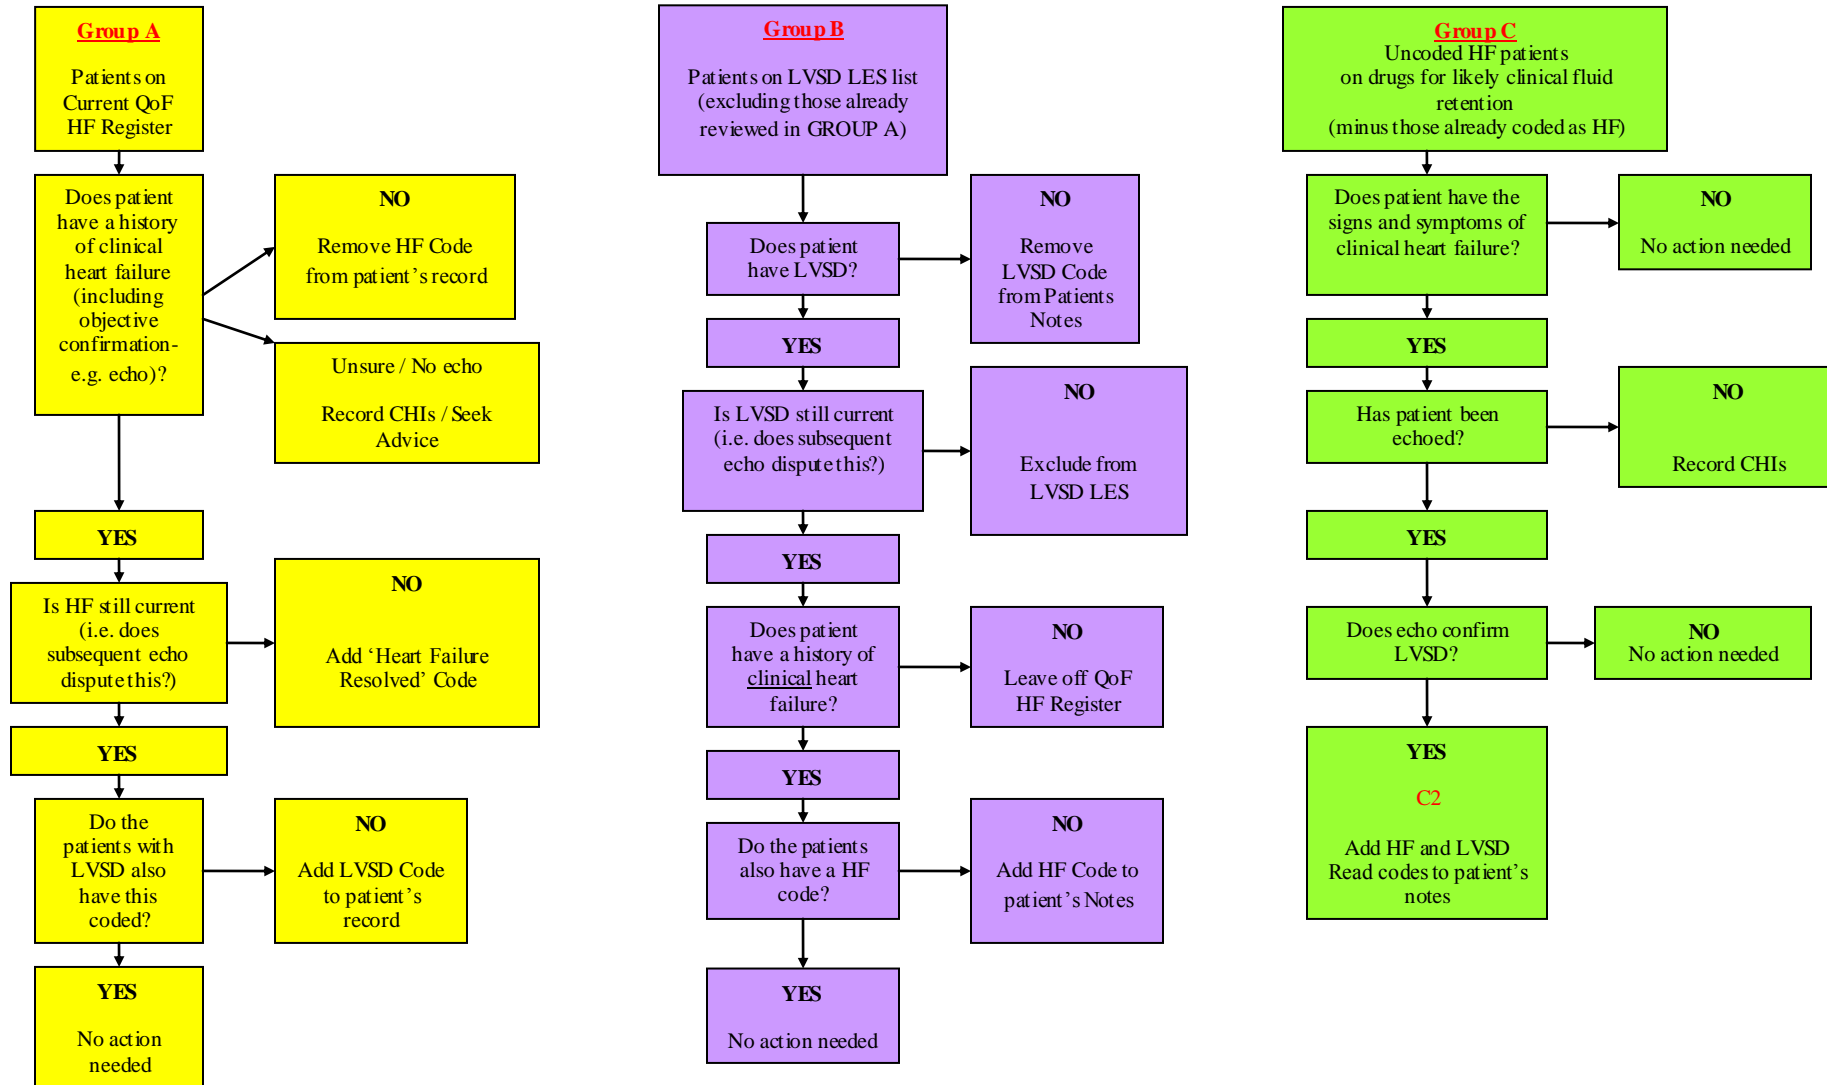 Group A
Patients on
Current QoF
HF Register
Does patient
have a history
of clinical
heart failure
(including
objective
confirmation-
e.g. echo)?
NO
Remove HF Code
from patient's record
Unsure / No echo
Record CHIs / Seek
Advice
YES
Is HF still current
(i.e. does
subsequent echo
dispute this?)
NO
Add 'Heart Failure
Resolved' Code
YES
Do the
patients with
LVSD also
have this
coded?
NO
Add LVSD Code
to patient's
record
YES
No action
needed
Group B
Patients on LVSD LES list
(excluding those already
reviewed in GROUP A)
Does patient
have LVSD?
NO
Remove
LVSD Code
from Patients
Notes
YES
Is LVSD still current
(i.e. does subsequent
echo dispute this?)
NO
Exclude from
LVSD LES
YES
Does patient
have a history of
clinical heart
failure?
NO
Leave off QoF
HF Register
YES
Do the patients
also have a HF
code?
NO
Add HF Code to
patient's Notes
YES
No action needed
Group C
Uncoded HF patients
on drugs for likely clinical fluid
retention
(minus those already coded as HF)
Does patient have the
signs and symptoms of
clinical heart failure?
NO
No action needed
YES
Has patient been
echoed?
NO
Record CHIs
YES
Does echo confirm
LVSD?
NO
No action needed
YES
C2
Add HF and LVSD
Read codes to patient's
notes